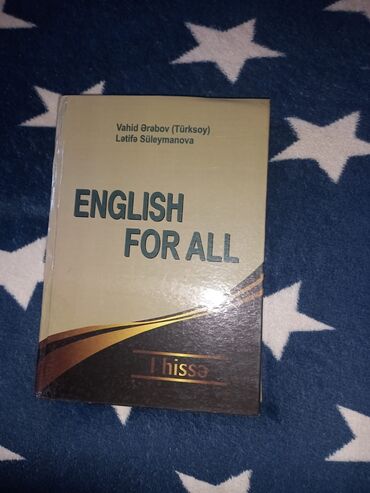 Vahid Ərəbov (Türksoy)
Lətifə Süleymanova
ENGLISH
FOR ALL
I hissə